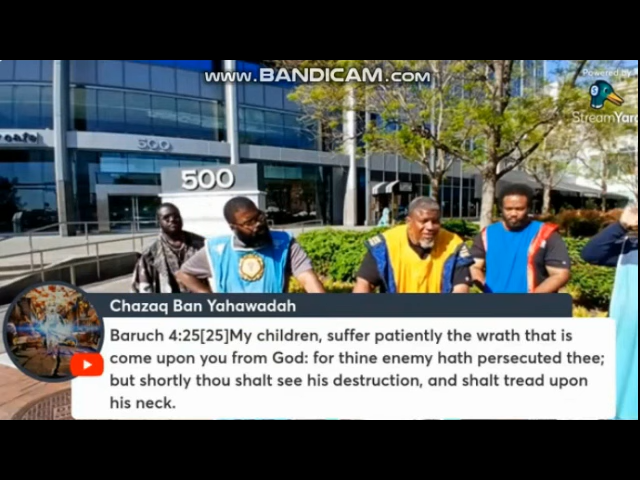 www.BANDICAM.com
Powered by
StreamYard
cafe
500
500
Chazaq Ban Yahawadah
Baruch 4:25[25]My children, suffer patiently the wrath that is
come upon you from God: for thine enemy hath persecuted thee;
but shortly thou shalt see his destruction, and shalt tread upon
his neck.